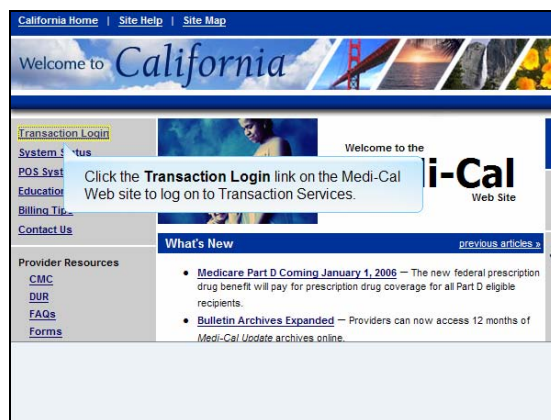 California Home | Site Help | Site Map
Welcome to California
Transaction Login
System
POS
Education
Billing
Contact Us
Click the Transaction Login link on the Medi-Cal
Web site to log on to Transaction Services.
Welcome to the
i-Cal
Web Site
What's New
previous articles »
Provider Resources
CMC
DUR
FAQs
Forms
• Medicare Part D Coming January 1, 2006 — The new federal prescription
drug benefit will pay for prescription drug coverage for all Part D eligible
recipients.
• Bulletin Archives Expanded — Providers can now access 12 months of
Medi-Cal Update archives online.